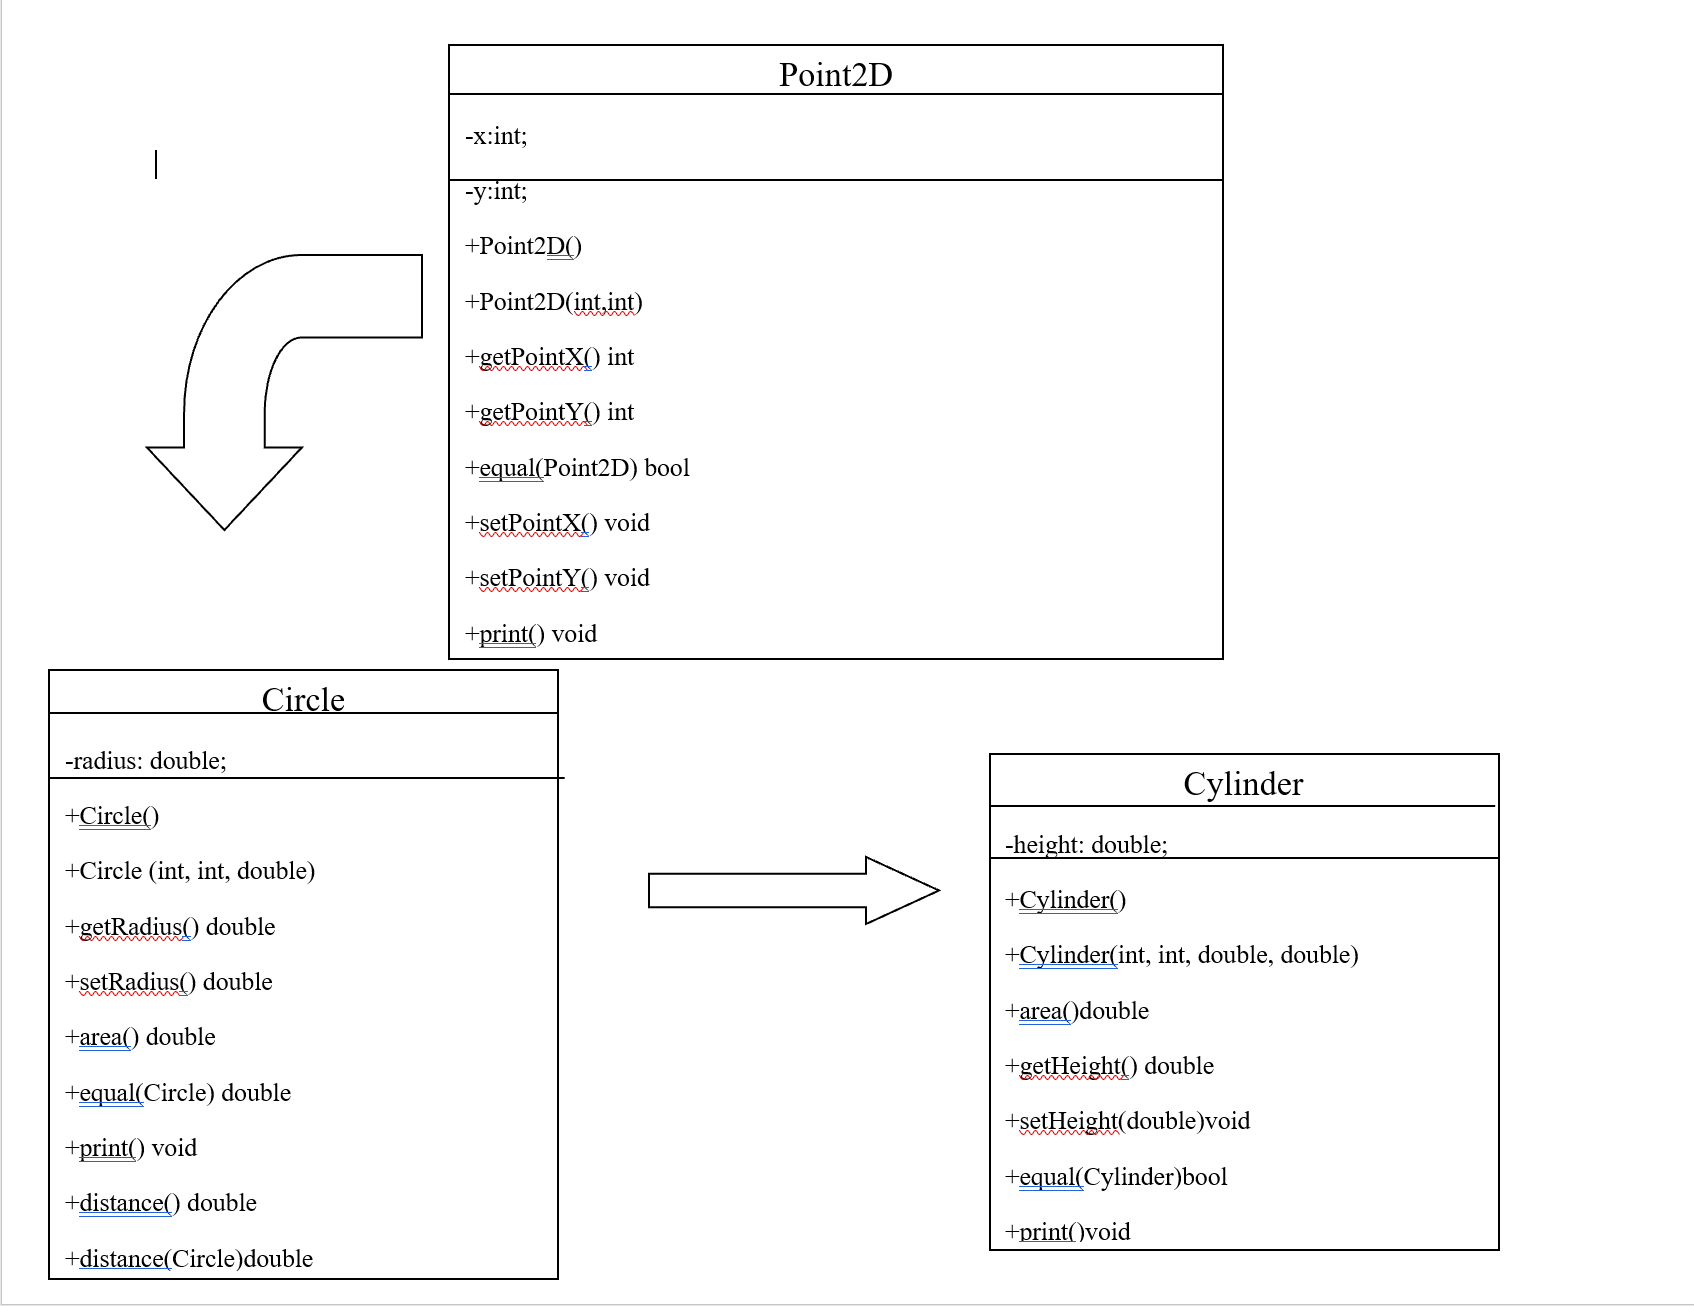 Point2D
-x:int;
-y:int;
+Point2D()
+Point2D(int,int)
+getPointX() int
+getPointY() int
+equal(Point2D) bool
+setPointX() void
+setPointY() void
+print() void
Circle
-radius: double;
+Circle()
+Circle (int, int, double)
+getRadius() double
+setRadius() double
+area() double
+equal(Circle) double
+print() void
+distance() double
+distance(Circle)double
Cylinder
-height: double;
+Cylinder()
+Cylinder(int, int, double, double)
+area()double
+getHeight() double
+setHeight(double)void
+equal(Cylinder)bool
+print()void